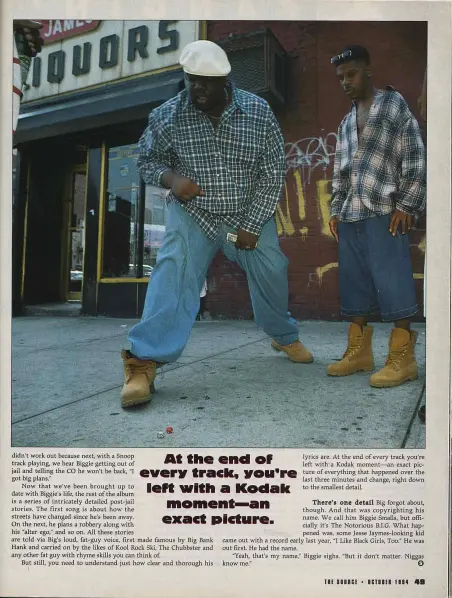 JAMES
LIQUORS
didn't work out because next, with a Snoop
track playing, we hear Biggie getting out of
jail and telling the CO he won't be back, "I
got big plans."
Now that we've been brought up to
date with Biggie's life, the rest of the album
is a series of intricately detailed post-jail
stories. The first song is about how the
streets have changed since he's been away.
On the next, he plans a robbery along with
his "alter ego," and so on. All these stories
are told via Big's loud, fat-guy voice, first made famous by Big Bank
Hank and carried on by the likes of Kool Rock Ski, The Chubbster and
any other fat guy with rhyme skills you can think of.
But still, you need to understand just how clear and thorough his
At the end of
every track, you're
left with a Kodak
moment—an
exact picture.
lyrics are. At the end of every track you're
left with a Kodak moment—an exact pic-
ture of everything that happened over the
last three minutes and change, right down
to the smallest detail.
There's one detail Big forgot about,
though. And that was copyrighting his
name. We call him Biggie Smalls, but offi-
cially it's The Notorious B.I.G. What hap-
pened was, some Jesse Jaymes-looking kid
came out with a record early last year, "I Like Black Girls, Too." He was
out first. He had the name.
"Yeah, that's my name," Biggie sighs. "But it don't matter. Niggas
know me."
THE SOURCE • OCTOBER 1994 49